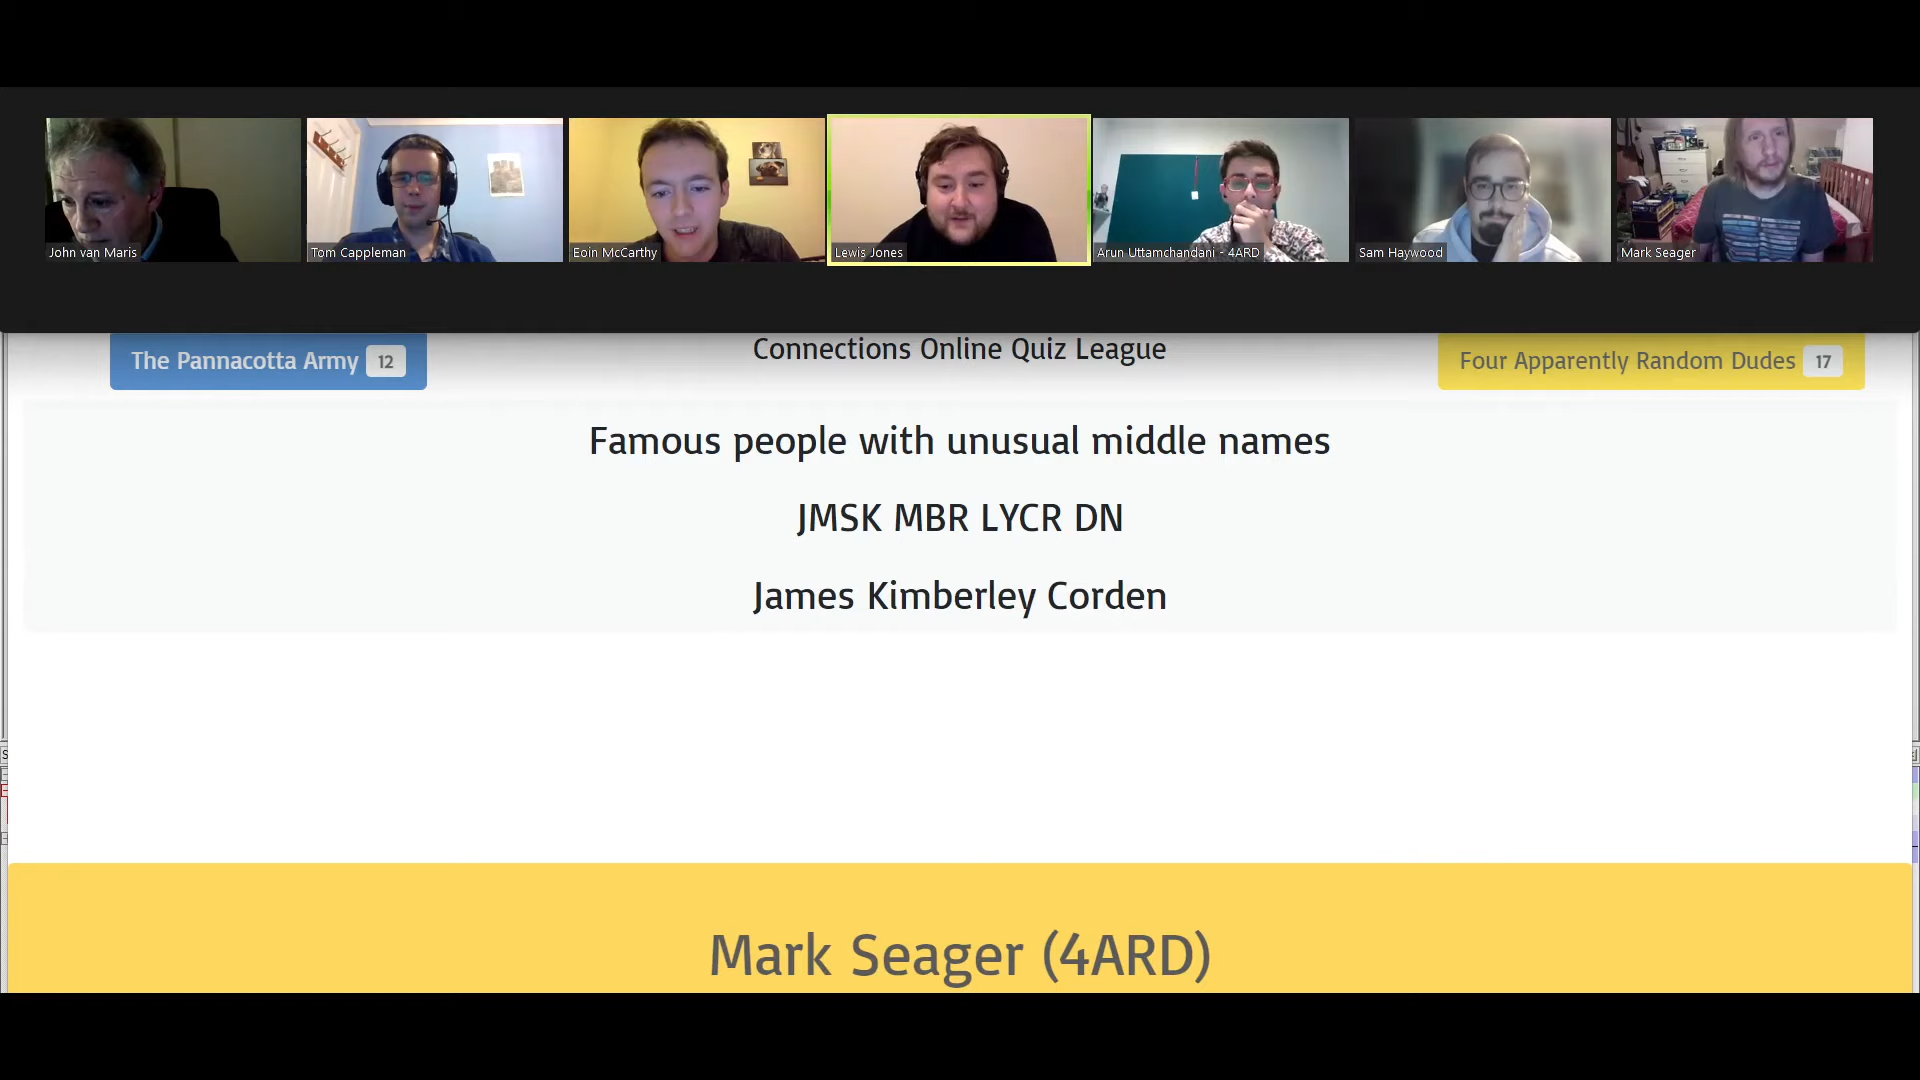 John van Maris
Tom Cappleman
Eoin McCarthy
Lewis Jones
Arun Uttamchandani - 4ARD
Sam Haywood
Mark Seager
The Pannacotta Army 12
Connections Online Quiz League
Four Apparently Random Dudes 17
Famous people with unusual middle names
JMSK MBR LYCR DN
James Kimberley Corden
Mark Seager (4ARD)